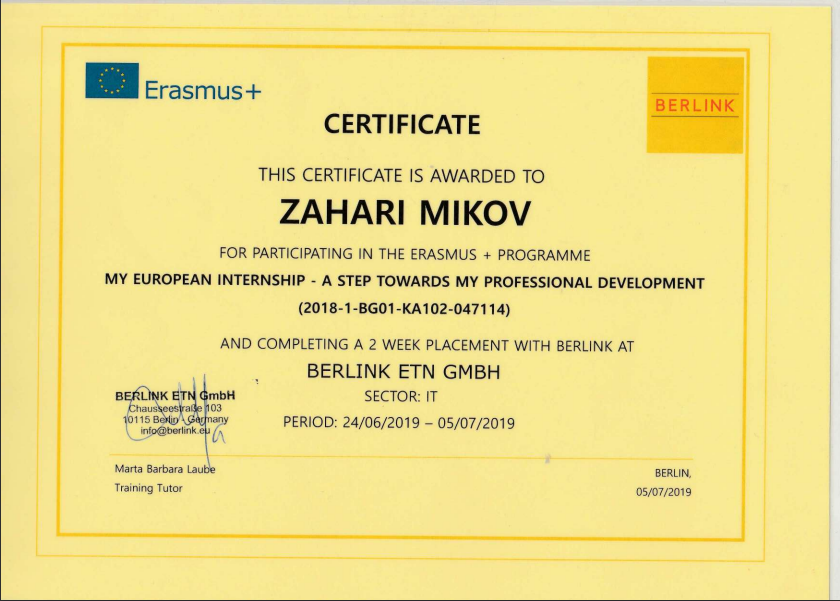 Erasmus+
BERLINK
CERTIFICATE
THIS CERTIFICATE IS AWARDED TO
ZAHARI MIKOV
FOR PARTICIPATING IN THE ERASMUS + PROGRAMME
MY EUROPEAN INTERNSHIP - A STEP TOWARDS MY PROFESSIONAL DEVELOPMENT
(2018-1-BG01-KA102-047114)
AND COMPLETING A 2 WEEK PLACEMENT WITH BERLINK AT
BERLINK ETN GMBH
SECTOR: IT
PERIOD: 24/06/2019 – 05/07/2019
BERLINK ETN GmbH
Chausseestraße 103
10115 Berlin - Germany
info@berlink.eu
Marta Barbara Laube
Training Tutor
BERLIN,
05/07/2019